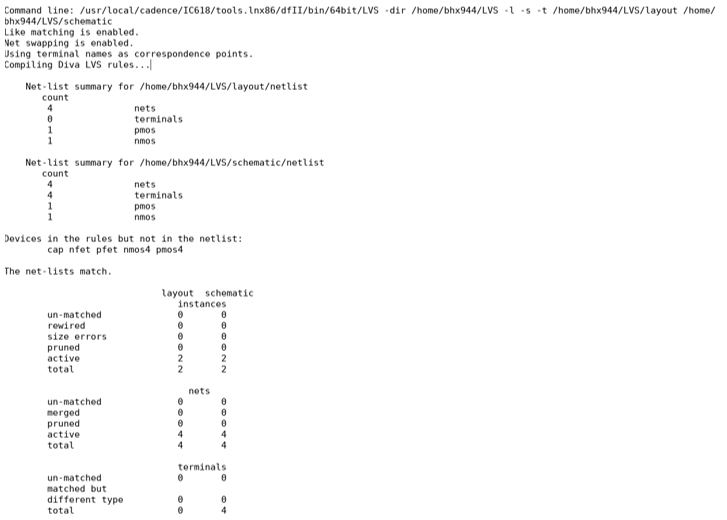 Command line: /usr/local/cadence/IC618/tools.lnx86/dfII/bin/64bit/LVS -dir /home/bhx944/LVS -l -s -t /home/bhx944/LVS/layout /home/
bhx944/LVS/schematic
Like matching is enabled.
Net swapping is enabled.
Using terminal names as correspondence points.
Compiling Diva LVS rules...
Net-list summary for /home/bhx944/LVS/layout/netlist
count
4 nets
0 terminals
1 pmos
1 nmos
Net-list summary for /home/bhx944/LVS/schematic/netlist
count
4 nets
4 terminals
1 pmos
1 nmos
Devices in the rules but not in the netlist:
cap nfet pfet nmos4 pmos4
The net-lists match.
layout schematic
instances
un-matched 0 0
rewired 0 0
size errors 0 0
pruned 0 0
active 2 2
total 2 2
nets
un-matched 0 0
merged 0 0
pruned 0 0
active 4 4
total 4 4
terminals
un-matched 0 0
matched but
different type 0 0
total 0 4